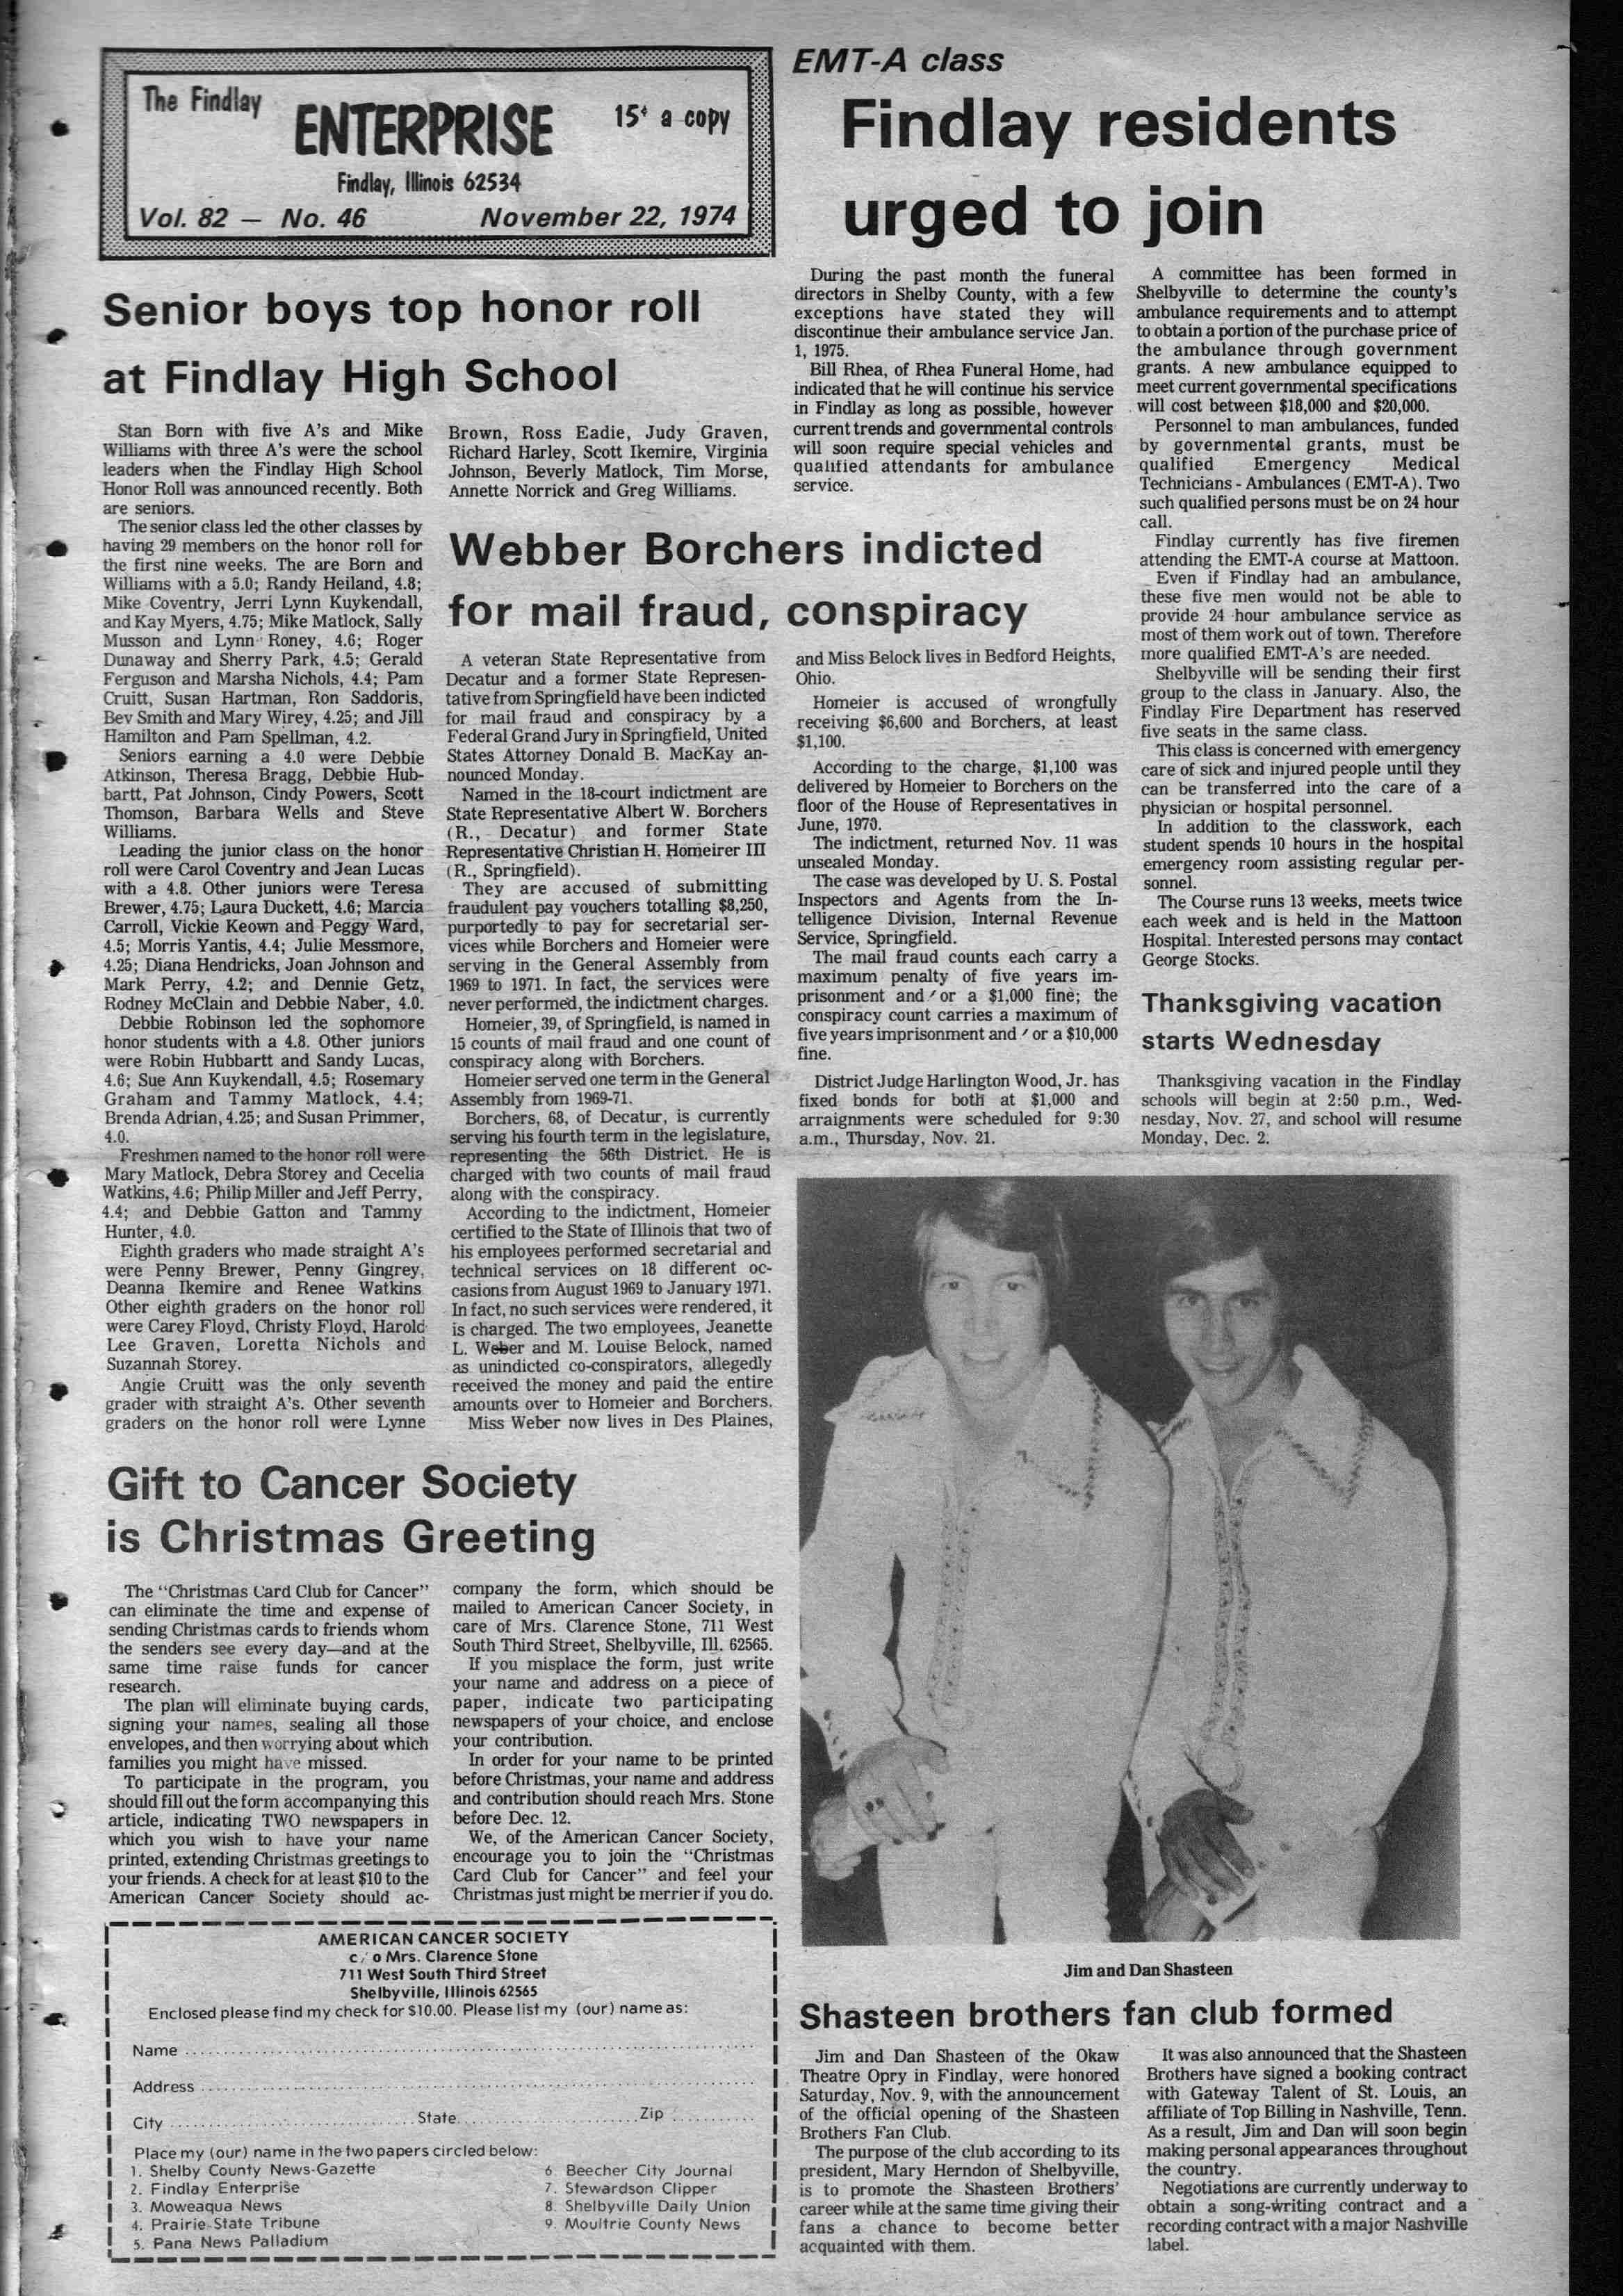 The Findlay
ENTERPRISE
15¢ a copy
Findlay, Illinois 62534
Vol. 82 — No. 46 November 22, 1974
Senior boys top honor roll
at Findlay High School
Stan Born with five A's and Mike
Williams with three A's were the school
leaders when the Findlay High School
Honor Roll was announced recently. Both
are seniors.
The senior class led the other classes by
having 29 members on the honor roll for
the first nine weeks. The are Born and
Williams with a 5.0; Randy Heiland, 4.8;
Mike Coventry, Jerri Lynn Kuykendall,
and Kay Myers, 4.75; Mike Matlock, Sally
Musson and Lynn Roney, 4.6; Roger
Dunaway and Sherry Park, 4.5; Gerald
Ferguson and Marsha Nichols, 4.4; Pam
Cruitt, Susan Hartman, Ron Saddoris,
Bev Smith and Mary Wirey, 4.25; and Jill
Hamilton and Pam Spellman, 4.2.
Seniors earning a 4.0 were Debbie
Atkinson, Theresa Bragg, Debbie Hub-
bartt, Pat Johnson, Cindy Powers, Scott
Thomson, Barbara Wells and Steve
Williams.
Leading the junior class on the honor
roll were Carol Coventry and Jean Lucas
with a 4.8. Other juniors were Teresa
Brewer, 4.75; Laura Duckett, 4.6; Marcia
Carroll, Vickie Keown and Peggy Ward,
4.5; Morris Yantis, 4.4; Julie Messmore,
4.25; Diana Hendricks, Joan Johnson and
Mark Perry, 4.2; and Dennie Getz,
Rodney McClain and Debbie Naber, 4.0.
Debbie Robinson led the sophomore
honor students with a 4.8. Other juniors
were Robin Hubbartt and Sandy Lucas,
4.6; Sue Ann Kuykendall, 4.5; Rosemary
Graham and Tammy Matlock, 4.4;
Brenda Adrian, 4.25; and Susan Primmer,
4.0.
Freshmen named to the honor roll were
Mary Matlock, Debra Storey and Cecelia
Watkins, 4.6; Philip Miller and Jeff Perry,
4.4; and Debbie Gatton and Tammy
Hunter, 4.0.
Eighth graders who made straight A's
were Penny Brewer, Penny Gingrey,
Deanna Ikemire and Renee Watkins
Other eighth graders on the honor roll
were Carey Floyd, Christy Floyd, Harold
Lee Graven, Loretta Nichols and
Suzannah Storey.
Angie Cruitt was the only seventh
grader with straight A's. Other seventh
graders on the honor roll were Lynne
Brown, Ross Eadie, Judy Graven,
Richard Harley, Scott Ikemire, Virginia
Johnson, Beverly Matlock, Tim Morse,
Annette Norrick and Greg Williams.
Webber Borchers indicted
for mail fraud, conspiracy
A veteran State Representative from
Decatur and a former State Represen-
tative from Springfield have been indicted
for mail fraud and conspiracy by a
Federal Grand Jury in Springfield, United
States Attorney Donald B. MacKay an-
nounced Monday.
Named in the 18-court indictment are
State Representative Albert W. Borchers
(R., Decatur) and former State
Representative Christian H. Homeirer III
(R., Springfield).
They are accused of submitting
fraudulent pay vouchers totalling $8,250,
purportedly to pay for secretarial ser-
vices while Borchers and Homeier were
serving in the General Assembly from
1969 to 1971. In fact, the services were
never performed, the indictment charges.
Homeier, 39, of Springfield, is named in
15 counts of mail fraud and one count of
conspiracy along with Borchers.
Homeier served one term in the General
Assembly from 1969-71.
Borchers, 68, of Decatur, is currently
serving his fourth term in the legislature,
representing the 56th District. He is
charged with two counts of mail fraud
along with the conspiracy.
According to the indictment, Homeier
certified to the State of Illinois that two of
his employees performed secretarial and
technical services on 18 different oc-
casions from August 1969 to January 1971.
In fact, no such services were rendered, it
is charged. The two employees, Jeanette
L. Weber and M. Louise Belock, named
as unindicted co-conspirators, allegedly
received the money and paid the entire
amounts over to Homeier and Borchers.
Miss Weber now lives in Des Plaines,
and Miss Belock lives in Bedford Heights,
Ohio.
Homeier is accused of wrongfully
receiving $6,600 and Borchers, at least
$1,100.
According to the charge, $1,100 was
delivered by Homeier to Borchers on the
floor of the House of Representatives in
June, 1970.
The indictment, returned Nov. 11 was
unsealed Monday.
The case was developed by U. S. Postal
Inspectors and Agents from the In-
telligence Division, Internal Revenue
Service, Springfield.
The mail fraud counts each carry a
maximum penalty of five years im-
prisonment and / or a $1,000 fine; the
conspiracy count carries a maximum of
five years imprisonment and / or a $10,000
fine.
District Judge Harlington Wood, Jr. has
fixed bonds for both at $1,000 and
arraignments were scheduled for 9:30
a.m., Thursday, Nov. 21.
EMT-A class
Findlay residents
urged to join
During the past month the funeral
directors in Shelby County, with a few
exceptions have stated they will
discontinue their ambulance service Jan.
1, 1975.
Bill Rhea, of Rhea Funeral Home, had
indicated that he will continue his service
in Findlay as long as possible, however
current trends and governmental controls
will soon require special vehicles and
qualified attendants for ambulance
service.
A committee has been formed in
Shelbyville to determine the county's
ambulance requirements and to attempt
to obtain a portion of the purchase price of
the ambulance through government
grants. A new ambulance equipped to
meet current governmental specifications
will cost between $18,000 and $20,000.
Personnel to man ambulances, funded
by governmental grants, must be
qualified Emergency Medical
Technicians - Ambulances (EMT-A). Two
such qualified persons must be on 24 hour
call.
Findlay currently has five firemen
attending the EMT-A course at Mattoon.
Even if Findlay had an ambulance,
these five men would not be able to
provide 24 hour ambulance service as
most of them work out of town. Therefore
more qualified EMT-A's are needed.
Shelbyville will be sending their first
group to the class in January. Also, the
Findlay Fire Department has reserved
five seats in the same class.
This class is concerned with emergency
care of sick and injured people until they
can be transferred into the care of a
physician or hospital personnel.
In addition to the classwork, each
student spends 10 hours in the hospital
emergency room assisting regular per-
sonnel.
The Course runs 13 weeks, meets twice
each week and is held in the Mattoon
Hospital. Interested persons may contact
George Stocks.
Thanksgiving vacation
starts Wednesday
Thanksgiving vacation in the Findlay
schools will begin at 2:50 p.m., Wed-
nesday, Nov. 27, and school will resume
Monday, Dec. 2.
Gift to Cancer Society
is Christmas Greeting
The "Christmas Card Club for Cancer"
can eliminate the time and expense of
sending Christmas cards to friends whom
the senders see every day—and at the
same time raise funds for cancer
research.
The plan will eliminate buying cards,
signing your names, sealing all those
envelopes, and then worrying about which
families you might have missed.
To participate in the program, you
should fill out the form accompanying this
article, indicating TWO newspapers in
which you wish to have your name
printed, extending Christmas greetings to
your friends. A check for at least $10 to the
American Cancer Society should ac-
company the form, which should be
mailed to American Cancer Society, in
care of Mrs. Clarence Stone, 711 West
South Third Street, Shelbyville, Ill. 62565.
If you misplace the form, just write
your name and address on a piece of
paper, indicate two participating
newspapers of your choice, and enclose
your contribution.
In order for your name to be printed
before Christmas, your name and address
and contribution should reach Mrs. Stone
before Dec. 12.
We, of the American Cancer Society,
encourage you to join the "Christmas
Card Club for Cancer" and feel your
Christmas just might be merrier if you do.
AMERICAN CANCER SOCIETY
c/o Mrs. Clarence Stone
711 West South Third Street
Shelbyville, Illinois 62565
Enclosed please find my check for $10.00. Please list my (our) name as:
Name
Address
City State Zip
Place my (our) name in the two papers circled below:
1. Shelby County News-Gazette
2. Findlay Enterprise
3. Moweaqua News
4. Prairie State Tribune
5. Pana News Palladium
6. Beecher City Journal
7. Stewardson Clipper
8. Shelbyville Daily Union
9. Moultrie County News
Jim and Dan Shasteen
Shasteen brothers fan club formed
Jim and Dan Shasteen of the Okaw
Theatre Opry in Findlay, were honored
Saturday, Nov. 9, with the announcement
of the official opening of the Shasteen
Brothers Fan Club.
The purpose of the club according to its
president, Mary Herndon of Shelbyville,
is to promote the Shasteen Brothers'
career while at the same time giving their
fans a chance to become better
acquainted with them.
It was also announced that the Shasteen
Brothers have signed a booking contract
with Gateway Talent of St. Louis, an
affiliate of Top Billing in Nashville, Tenn.
As a result, Jim and Dan will soon begin
making personal appearances throughout
the country.
Negotiations are currently underway to
obtain a song-writing contract and a
recording contract with a major Nashville
label.